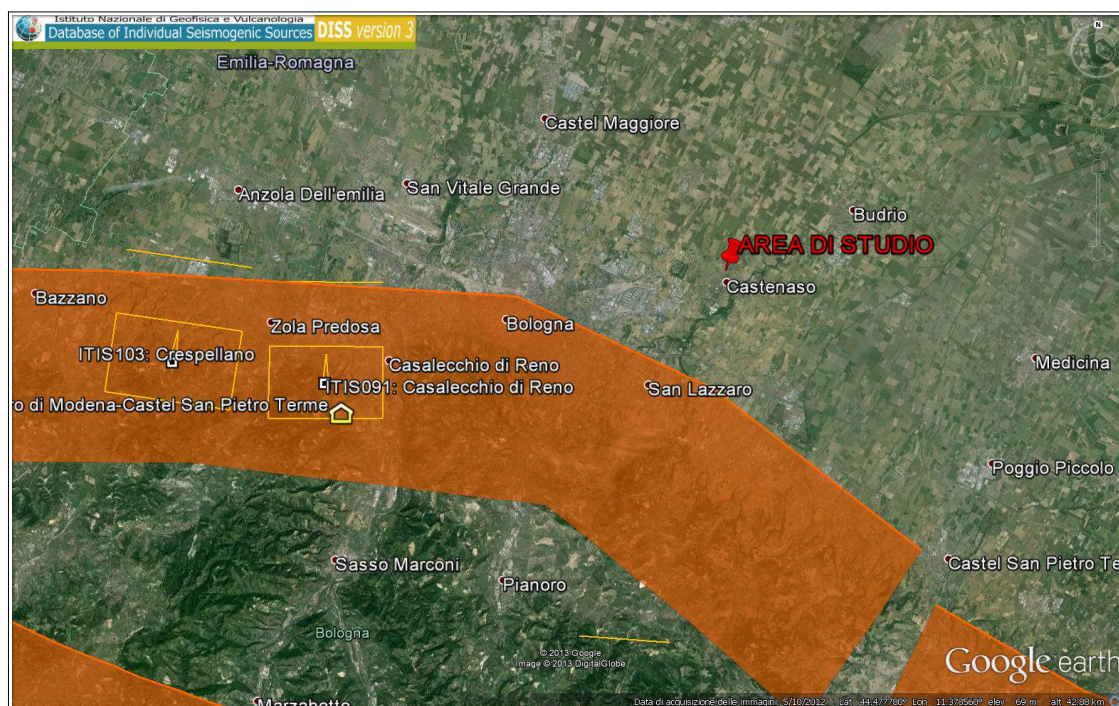 Istituto Nazionale di Geofisica e Vulcanologia
Database of Individual Seismogenic Sources DISS version 3
N
Emilia-Romagna
Castel Maggiore
Anzola Dell'emilia
San Vitale Grande
Budrio
AREA DI STUDIO
Castenaso
Bazzano
Zola Predosa
Bologna
ITIS103: Crespellano
Casalecchio di Reno
Medicina
ITIS091: Casalecchio di Reno
San Lazzaro
ro di Modena-Castel San Pietro Terme
Poggio Piccolo
Sasso Marconi
Castel San Pietro Te
Pianoro
Bologna
© 2013 Google
Image © 2013 DigitalGlobe
Google earth
Marzabotto
Data di acquisizione delle immagini: 5/10/2012 Lat 44.477780° Lon 11.378560° elev 69 m alt 42.88 km